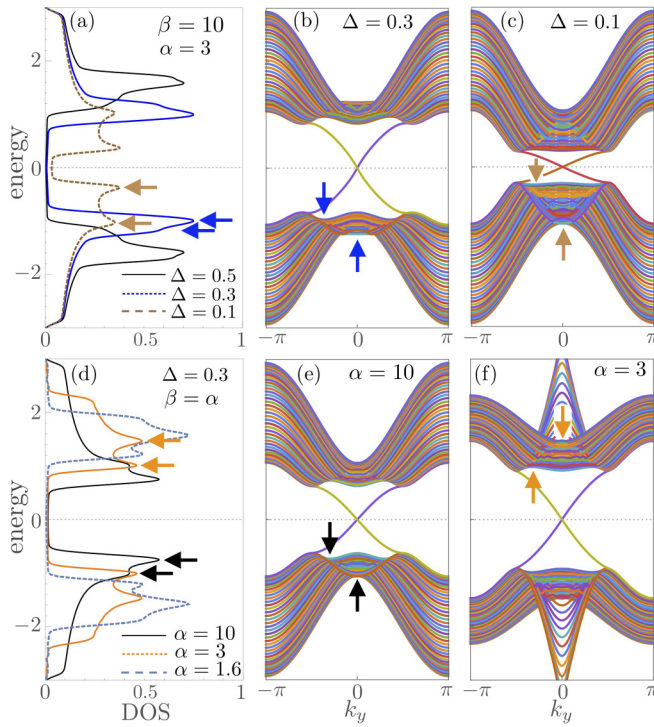 (a)
β = 10
α = 3
energy
2
0
−2
Δ = 0.5
Δ = 0.3
Δ = 0.1
0 0.5 1
(b) Δ = 0.3
−π 0 π
(c) Δ = 0.1
−π 0 π
(d) Δ = 0.3
β = α
energy
2
0
−2
α = 10
α = 3
α = 1.6
0 0.5 1
DOS
(e) α = 10
−π 0 π
k_y
(f) α = 3
−π 0 π
k_y